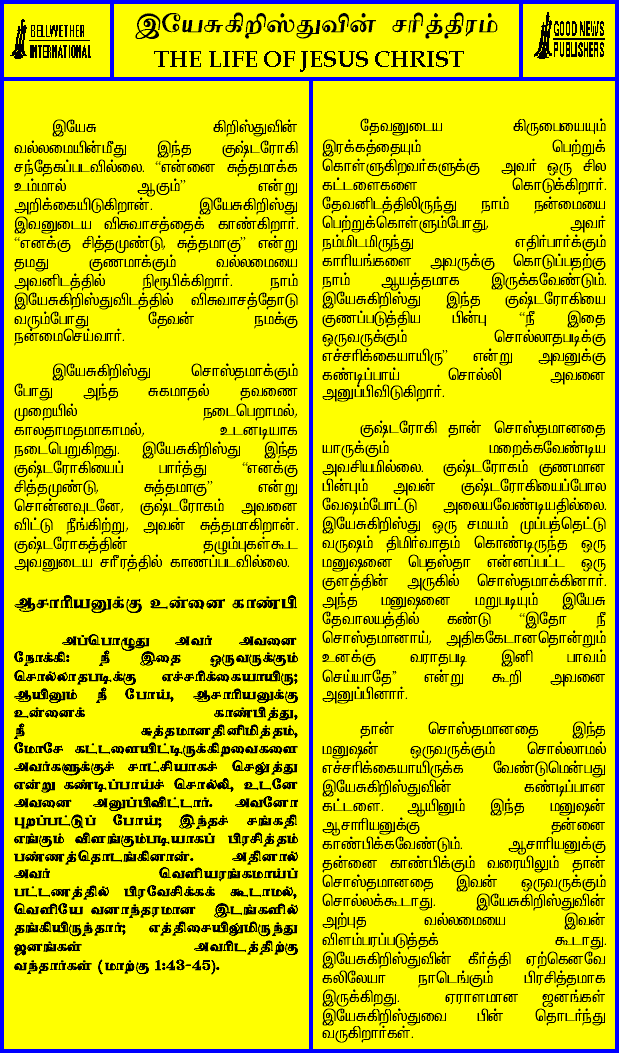 BELLWETHER
INTERNATIONAL
இயேசுகிறிஸ்துவின் சரித்திரம்
THE LIFE OF JESUS CHRIST
GOOD NEWS
PUBLISHERS
இயேசு கிறிஸ்துவின்
வல்லமையின்மீது இந்த குஷ்டரோகி
சந்தேகப்படவில்லை. “என்னை சுத்தமாக்க
உம்மால் ஆகும்” என்று
அறிக்கையிடுகிறான். இயேசுகிறிஸ்து
இவனுடைய விசுவாசத்தைக் காண்கிறார்.
“எனக்கு சித்தமுண்டு, சுத்தமாகு” என்று
தமது குணமாக்கும் வல்லமையை
அவனிடத்தில் நிரூபிக்கிறார். நாம்
இயேசுகிறிஸ்துவிடத்தில் விசுவாசத்தோடு
வரும்போது தேவன் நமக்கு
நன்மைசெய்வார்.
இயேசுகிறிஸ்து சொஸ்தமாக்கும்
போது அந்த சுகமாதல் தவணை
முறையில் நடைபெறாமல்,
காலதாமதமாகாமல், உடனடியாக
நடைபெறுகிறது. இயேசுகிறிஸ்து இந்த
குஷ்டரோகியைப் பார்த்து “எனக்கு
சித்தமுண்டு, சுத்தமாகு” என்று
சொன்னவுடனே, குஷ்டரோகம் அவனை
விட்டு நீங்கிற்று, அவன் சுத்தமாகிறான்.
குஷ்டரோகத்தின் தழும்புகள்கூட
அவனுடைய சரீரத்தில் காணப்படவில்லை.
ஆசாரியனுக்கு உன்னை காண்பி
அப்பொழுது அவர் அவனை
நோக்கி: நீ இதை ஒருவருக்கும்
சொல்லாதபடிக்கு எச்சரிக்கையாயிரு;
ஆயினும் நீ போய், ஆசாரியனுக்கு
உன்னைக் காண்பித்து,
நீ சுத்தமானதினிமித்தம்,
மோசே கட்டளையிட்டிருக்கிறவைகளை
அவர்களுக்குச் சாட்சியாகச் செலுத்து
என்று கண்டிப்பாய்ச் சொல்லி, உடனே
அவனை அனுப்பிவிட்டார். அவனோ
புறப்பட்டுப் போய்; இந்தச் சங்கதி
எங்கும் விளங்கும்படியாகப் பிரசித்தம்
பண்ணத்தொடங்கினான். அதினால்
அவர் வெளியரங்கமாய்ப்
பட்டணத்தில் பிரவேசிக்கக் கூடாமல்,
வெளியே வனாந்தரமான இடங்களில்
தங்கியிருந்தார்; எத்திசையிலுமிருந்து
ஜனங்கள் அவரிடத்திற்கு
வந்தார்கள் (மாற்கு 1:43-45).
தேவனுடைய கிருபையையும்
இரக்கத்தையும் பெற்றுக்
கொள்ளுகிறவர்களுக்கு அவர் ஒரு சில
கட்டளைகளை கொடுக்கிறார்.
தேவனிடத்திலிருந்து நாம் நன்மையை
பெற்றுக்கொள்ளும்போது, அவர்
நம்மிடமிருந்து எதிர்பார்க்கும்
காரியங்களை அவருக்கு கொடுப்பதற்கு
நாம் ஆயத்தமாக இருக்கவேண்டும்.
இயேசுகிறிஸ்து இந்த குஷ்டரோகியை
குணப்படுத்திய பின்பு “நீ இதை
ஒருவருக்கும் சொல்லாதபடிக்கு
எச்சரிக்கையாயிரு” என்று அவனுக்கு
கண்டிப்பாய் சொல்லி அவனை
அனுப்பிவிடுகிறார்.
குஷ்டரோகி தான் சொஸ்தமானதை
யாருக்கும் மறைக்கவேண்டிய
அவசியமில்லை. குஷ்டரோகம் குணமான
பின்பும் அவன் குஷ்டரோகியைப்போல
வேஷம்போட்டு அலையவேண்டியதில்லை.
இயேசுகிறிஸ்து ஒரு சமயம் முப்பத்தெட்டு
வருஷம் திமிர்வாதம் கொண்டிருந்த ஒரு
மனுஷனை பெதஸ்தா என்னப்பட்ட ஒரு
குளத்தின் அருகில் சொஸ்தமாக்கினார்.
அந்த மனுஷனை மறுபடியும் இயேசு
தேவாலயத்தில் கண்டு “இதோ நீ
சொஸ்தமானாய், அதிககேடானதொன்றும்
உனக்கு வராதபடி இனி பாவம்
செய்யாதே” என்று கூறி அவனை
அனுப்பினார்.
தான் சொஸ்தமானதை இந்த
மனுஷன் ஒருவருக்கும் சொல்லாமல்
எச்சரிக்கையாயிருக்க வேண்டுமென்பது
இயேசுகிறிஸ்துவின் கண்டிப்பான
கட்டளை. ஆயினும் இந்த மனுஷன்
ஆசாரியனுக்கு தன்னை
காண்பிக்கவேண்டும். ஆசாரியனுக்கு
தன்னை காண்பிக்கும் வரையிலும் தான்
சொஸ்தமானதை இவன் ஒருவருக்கும்
சொல்லக்கூடாது. இயேசுகிறிஸ்துவின்
அற்புத வல்லமையை இவன்
விளம்பரப்படுத்தக் கூடாது.
இயேசுகிறிஸ்துவின் கீர்த்தி ஏற்கெனவே
கலிலேயா நாடெங்கும் பிரசித்தமாக
இருக்கிறது. ஏராளமான ஜனங்கள்
இயேசுகிறிஸ்துவை பின் தொடர்ந்து
வருகிறார்கள்.